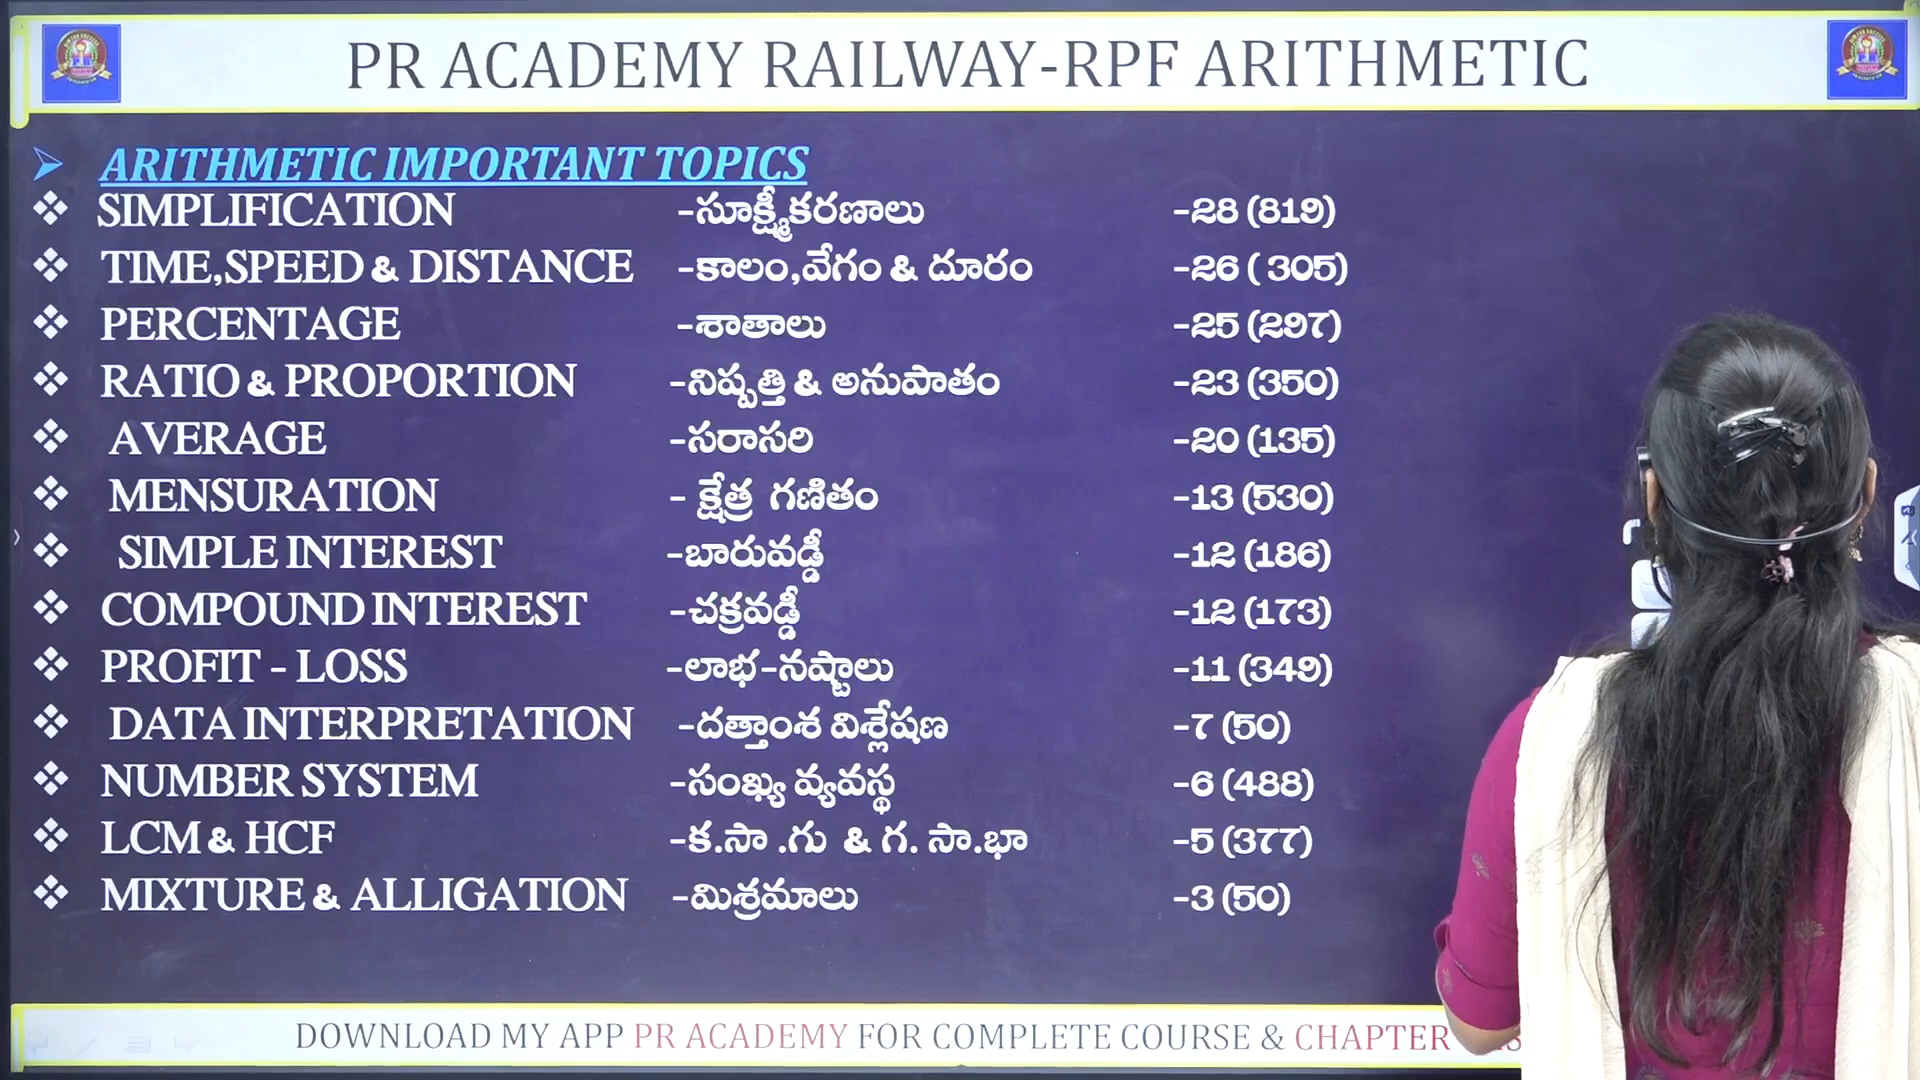 PR ACADEMY RAILWAY-RPF ARITHMETIC
ARITHMETIC IMPORTANT TOPICS
SIMPLIFICATION -సూక్ష్మీకరణాలు -28 (819)
TIME,SPEED & DISTANCE -కాలం,వేగం & దూరం -26 ( 305)
PERCENTAGE -శాతాలు -25 (297)
RATIO & PROPORTION -నిష్పత్తి & అనుపాతం -23 (350)
AVERAGE -సరాసరి -20 (135)
MENSURATION - క్షేత్ర గణితం -13 (530)
SIMPLE INTEREST -బారువడ్డీ -12 (186)
COMPOUND INTEREST -చక్రవడ్డీ -12 (173)
PROFIT - LOSS -లాభ-నష్టాలు -11 (349)
DATA INTERPRETATION -దత్తాంశ విశ్లేషణ -7 (50)
NUMBER SYSTEM -సంఖ్య వ్యవస్థ -6 (488)
LCM & HCF -క.సా .గు & గ. సా.భా -5 (377)
MIXTURE & ALLIGATION -మిశ్రమాలు -3 (50)
DOWNLOAD MY APP PR ACADEMY FOR COMPLETE COURSE & CHAPTER